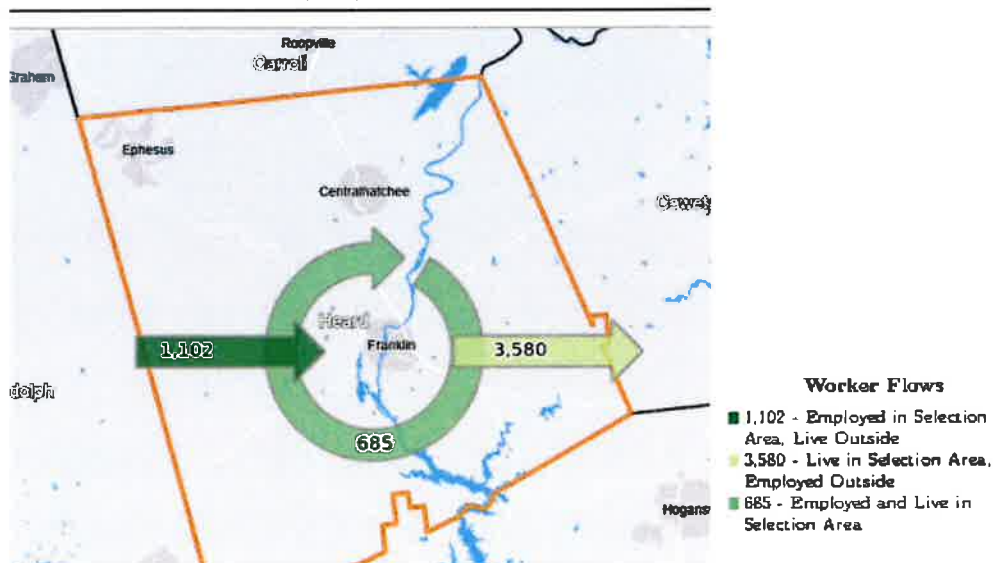 Roopville
Carroll
Graham
Ephesus
Centralhatchee
Cowet
Heard
Franklin
1,102
3,580
dolph
685
Hogans
Worker Flows
1,102 - Employed in Selection
Area, Live Outside
3,580 - Live in Selection Area,
Employed Outside
685 - Employed and Live in
Selection Area